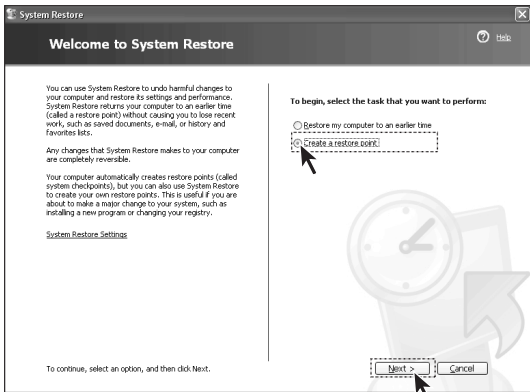 System Restore
Welcome to System Restore
Help
You can use System Restore to undo harmful changes to
your computer and restore its settings and performance.
System Restore returns your computer to an earlier time
(called a restore point) without causing you to lose recent
work, such as saved documents, e-mail, or history and
favorites lists.
Any changes that System Restore makes to your computer
are completely reversible.
Your computer automatically creates restore points (called
system checkpoints), but you can also use System Restore
to create your own restore points. This is useful if you are
about to make a major change to your system, such as
installing a new program or changing your registry.
System Restore Settings
To begin, select the task that you want to perform:
Restore my computer to an earlier time
Create a restore point
To continue, select an option, and then click Next.
Next >
Cancel